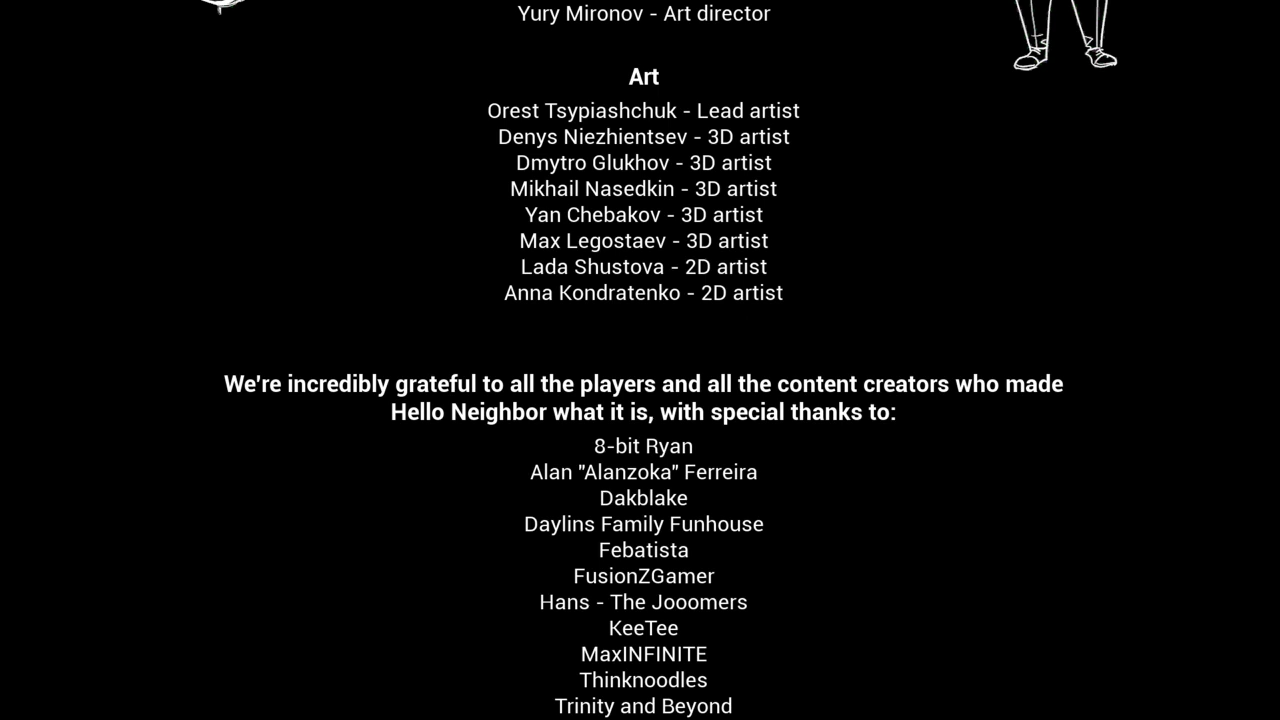 Yury Mironov - Art director
Art
Orest Tsypiashchuk - Lead artist
Denys Niezhientsev - 3D artist
Dmytro Glukhov - 3D artist
Mikhail Nasedkin - 3D artist
Yan Chebakov - 3D artist
Max Legostaev - 3D artist
Lada Shustova - 2D artist
Anna Kondratenko - 2D artist
We're incredibly grateful to all the players and all the content creators who made
Hello Neighbor what it is, with special thanks to:
8-bit Ryan
Alan "Alanzoka" Ferreira
Dakblake
Daylins Family Funhouse
Febatista
FusionZGamer
Hans - The Jooomers
KeeTee
MaxINFINITE
Thinknoodles
Trinity and Beyond